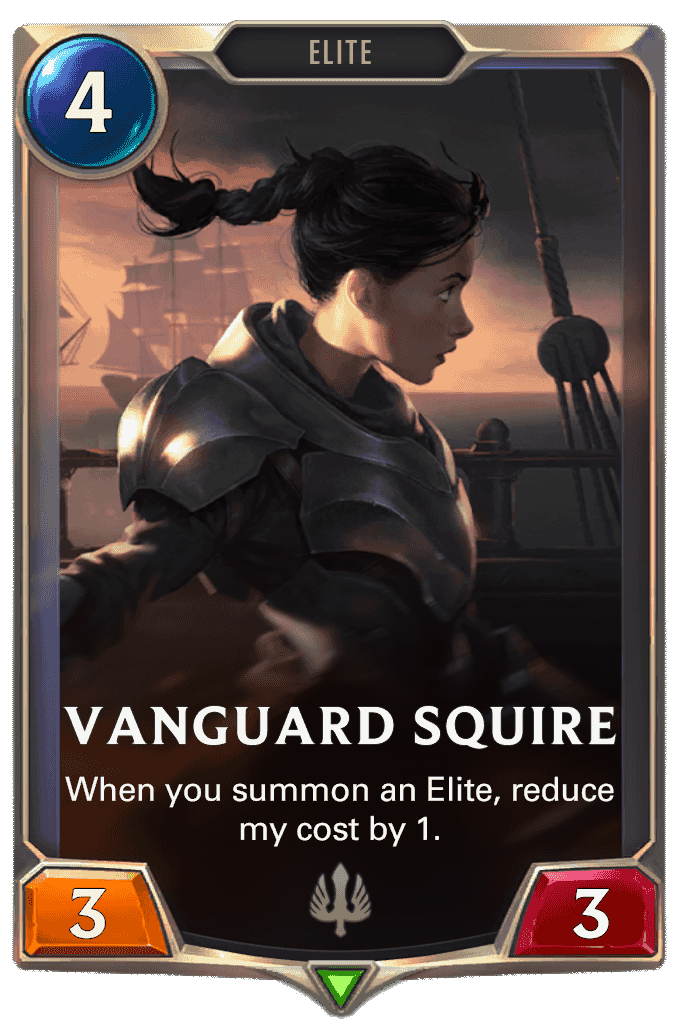 ELITE
4
VANGUARD SQUIRE
When you summon an Elite, reduce
my cost by 1.
3
3